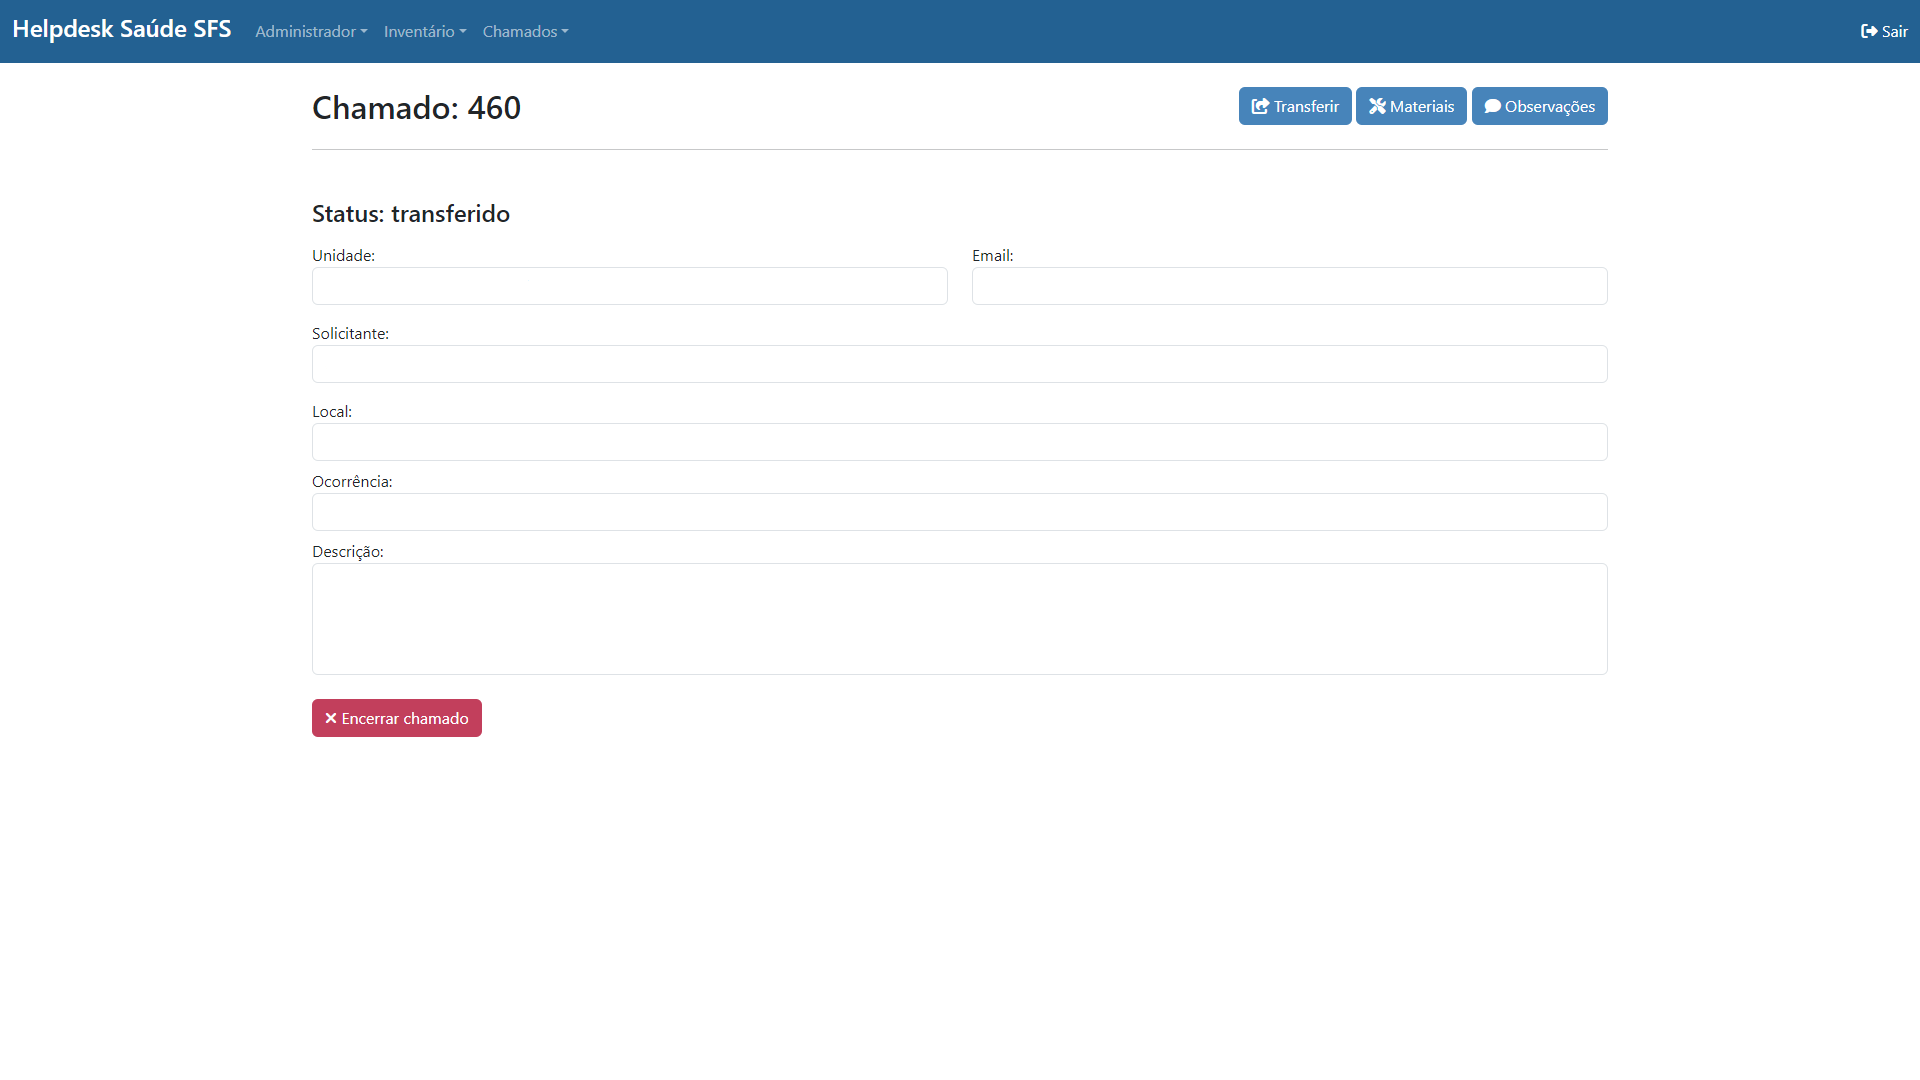 Helpdesk Saúde SFS Administrador Inventário Chamados Sair
Chamado: 460 Transferir Materiais Observações
Status: transferido
Unidade: Email:
Solicitante:
Local:
Ocorrência:
Descrição:
Encerrar chamado